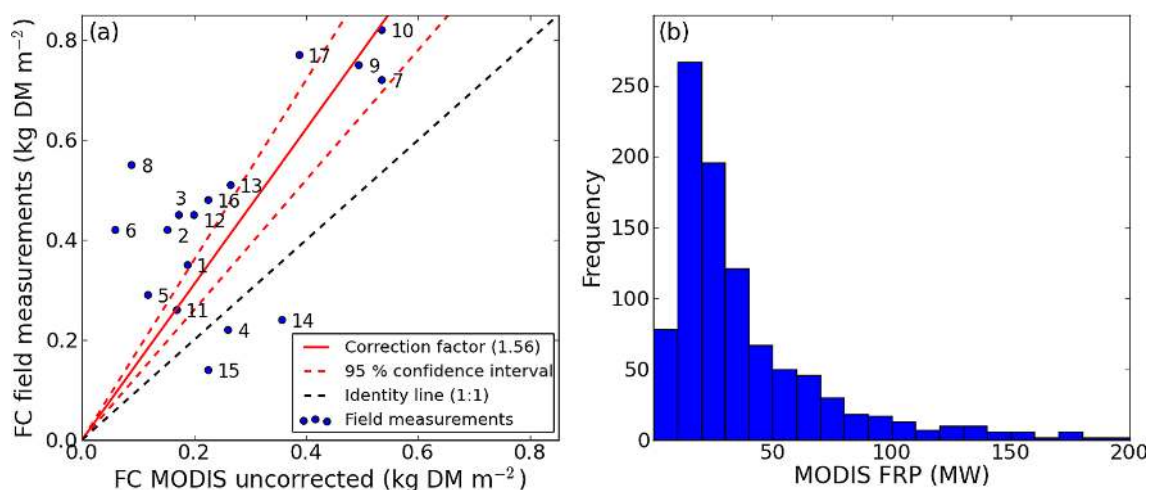 (a)
FC field measurements (kg DM m⁻²)
0.8
0.6
0.4
0.2
0.0
10
17
9
7
8
13
3
16
12
6
2
1
5
11
14
4
15
Correction factor (1.56)
95 % confidence interval
Identity line (1:1)
Field measurements
0.0 0.2 0.4 0.6 0.8
FC MODIS uncorrected (kg DM m⁻²)
(b)
Frequency
250
200
150
100
50
0
50 100 150 200
MODIS FRP (MW)